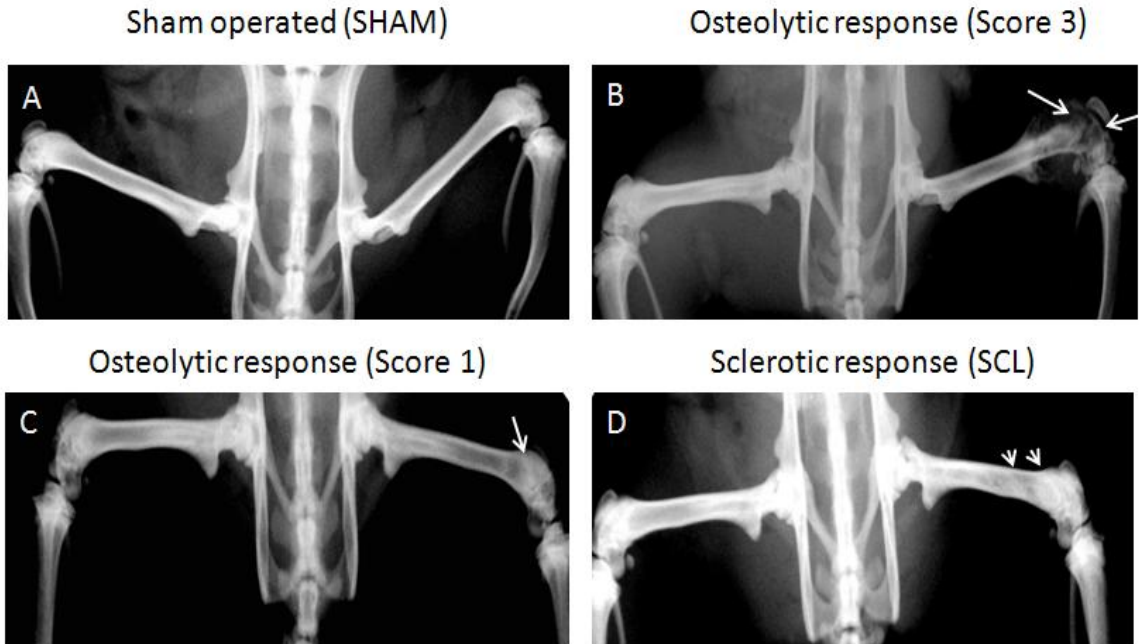 Sham operated (SHAM)
Osteolytic response (Score 3)
A
B
Osteolytic response (Score 1)
Sclerotic response (SCL)
C
D